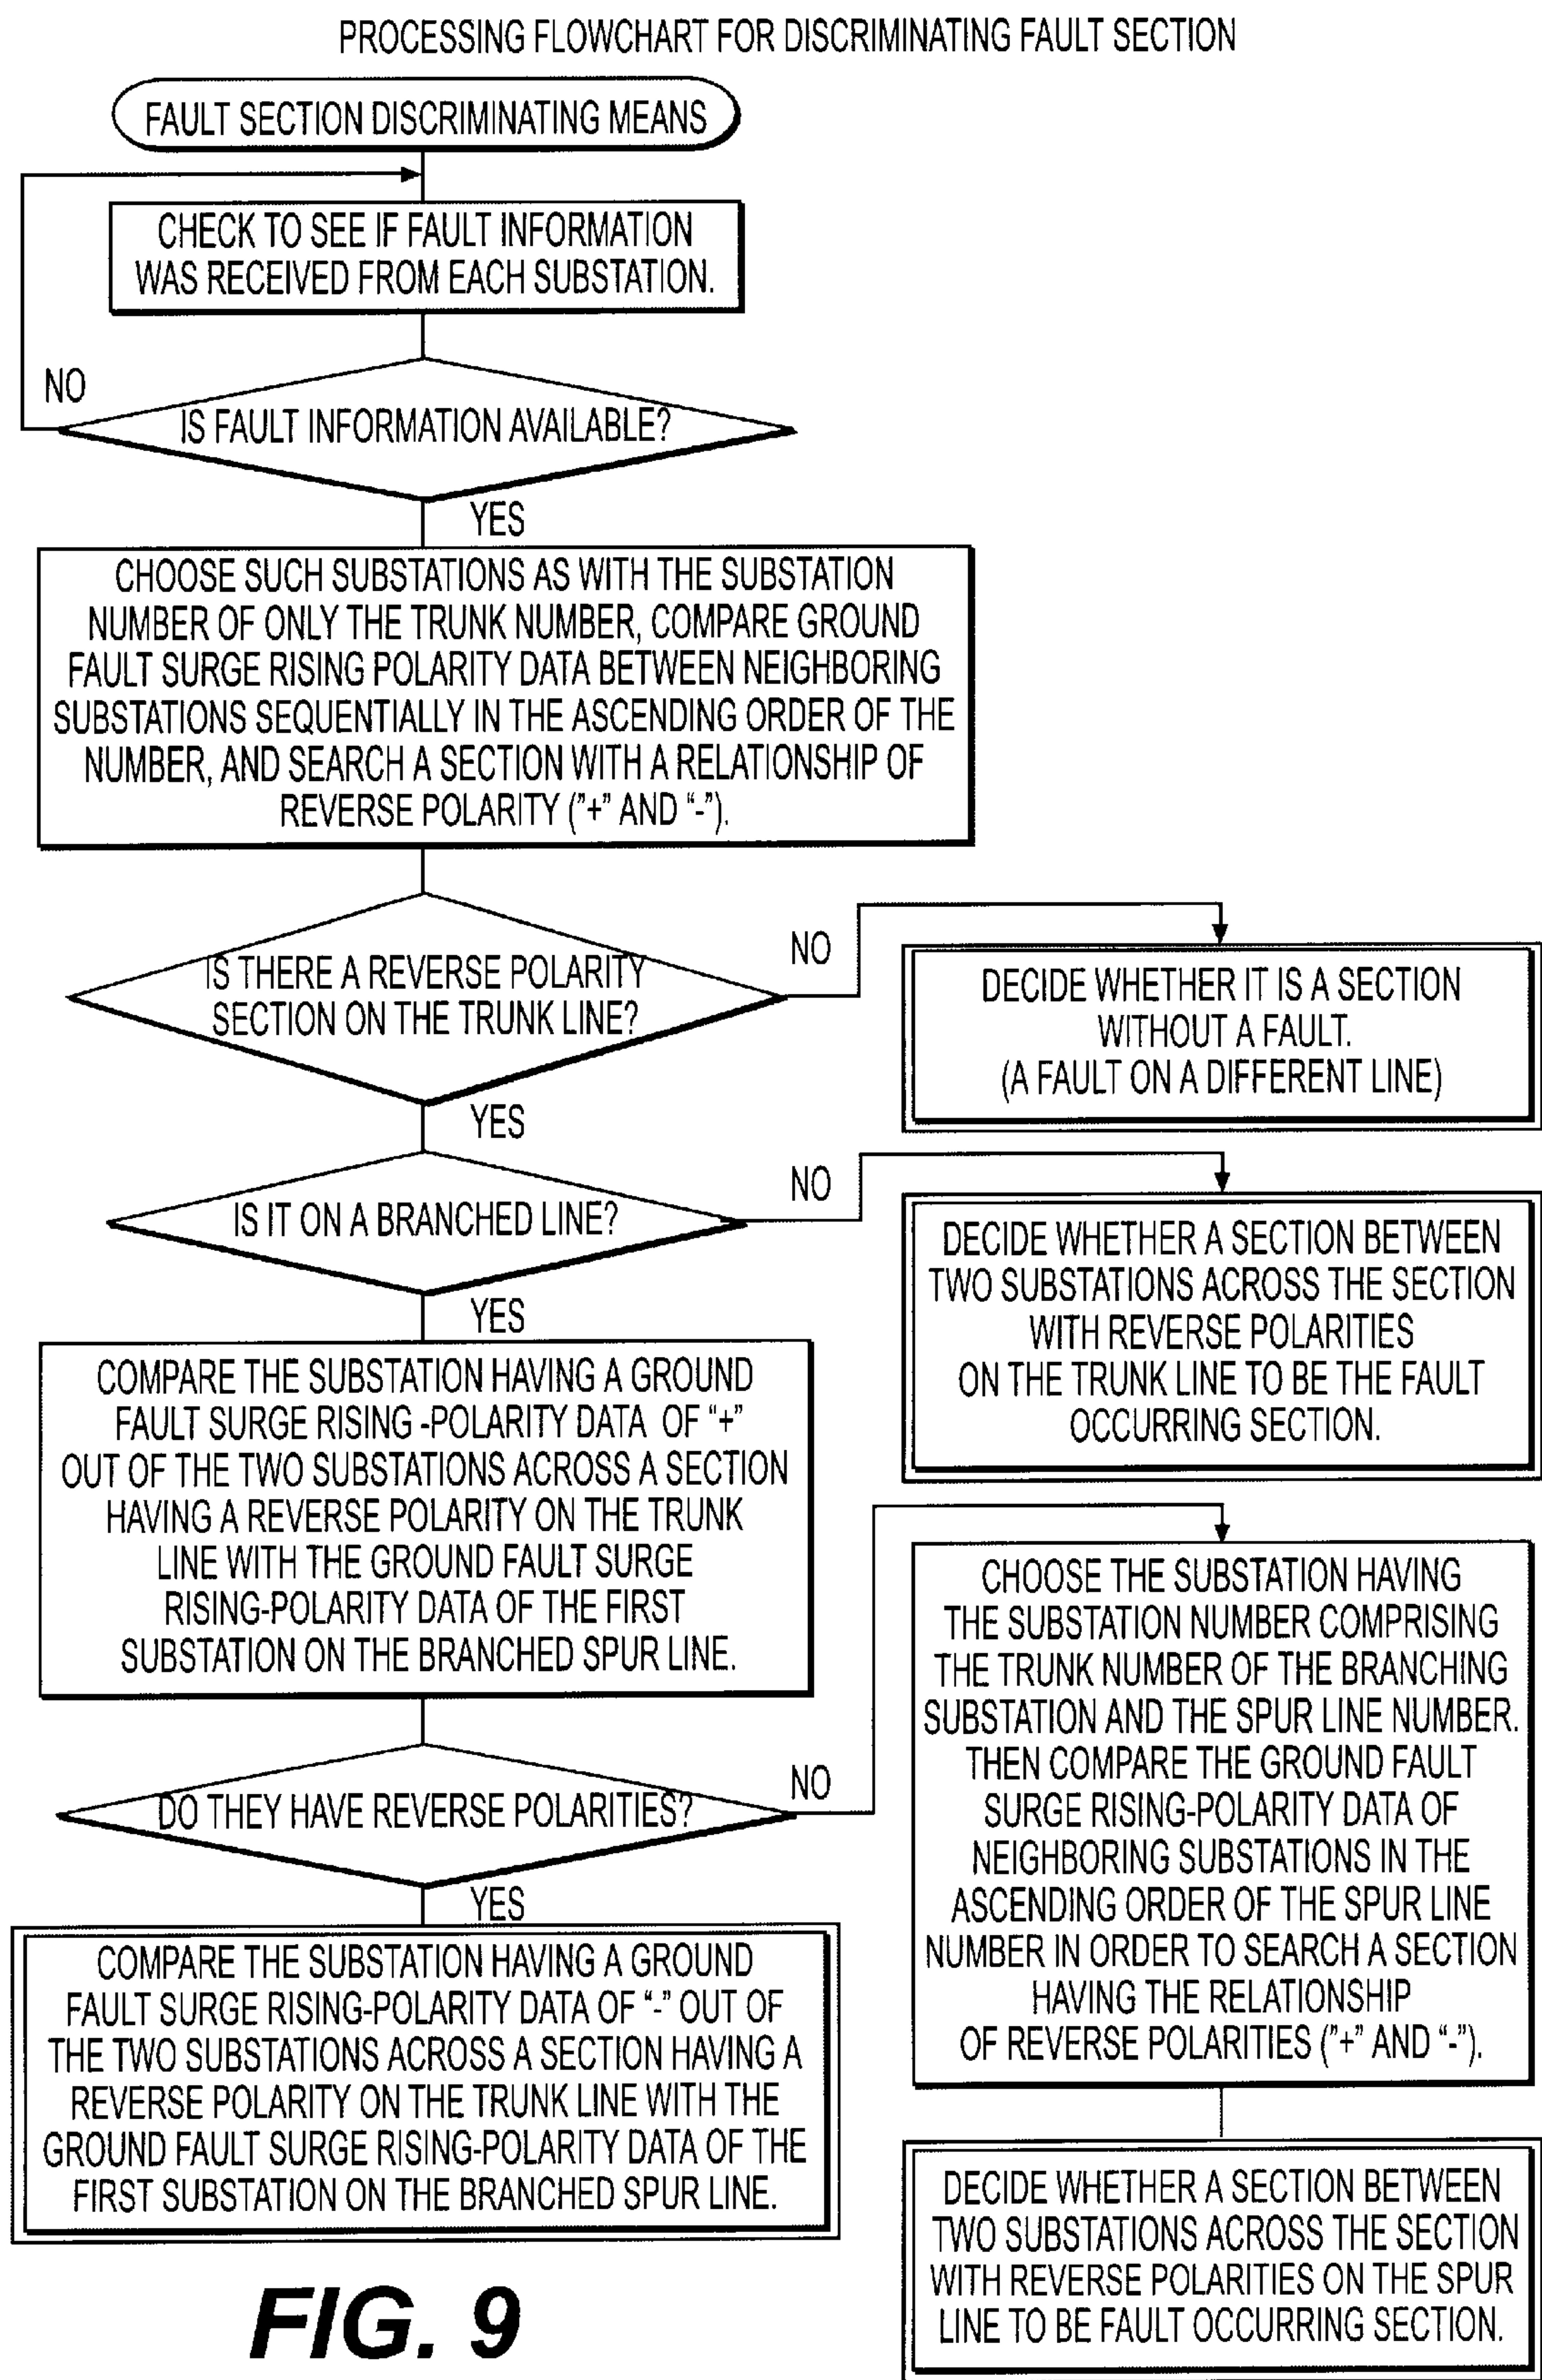 PROCESSING FLOWCHART FOR DISCRIMINATING FAULT SECTION
FAULT SECTION DISCRIMINATING MEANS
CHECK TO SEE IF FAULT INFORMATION
WAS RECEIVED FROM EACH SUBSTATION.
NO
IS FAULT INFORMATION AVAILABLE?
YES
CHOOSE SUCH SUBSTATIONS AS WITH THE SUBSTATION
NUMBER OF ONLY THE TRUNK NUMBER, COMPARE GROUND
FAULT SURGE RISING POLARITY DATA BETWEEN NEIGHBORING
SUBSTATIONS SEQUENTIALLY IN THE ASCENDING ORDER OF THE
NUMBER, AND SEARCH A SECTION WITH A RELATIONSHIP OF
REVERSE POLARITY ("+" AND "-").
IS THERE A REVERSE POLARITY
SECTION ON THE TRUNK LINE?
NO
DECIDE WHETHER IT IS A SECTION
WITHOUT A FAULT.
(A FAULT ON A DIFFERENT LINE)
YES
IS IT ON A BRANCHED LINE?
NO
DECIDE WHETHER A SECTION BETWEEN
TWO SUBSTATIONS ACROSS THE SECTION
WITH REVERSE POLARITIES
ON THE TRUNK LINE TO BE THE FAULT
OCCURRING SECTION.
YES
COMPARE THE SUBSTATION HAVING A GROUND
FAULT SURGE RISING -POLARITY DATA OF "+"
OUT OF THE TWO SUBSTATIONS ACROSS A SECTION
HAVING A REVERSE POLARITY ON THE TRUNK
LINE WITH THE GROUND FAULT SURGE
RISING-POLARITY DATA OF THE FIRST
SUBSTATION ON THE BRANCHED SPUR LINE.
DO THEY HAVE REVERSE POLARITIES?
NO
CHOOSE THE SUBSTATION HAVING
THE SUBSTATION NUMBER COMPRISING
THE TRUNK NUMBER OF THE BRANCHING
SUBSTATION AND THE SPUR LINE NUMBER.
THEN COMPARE THE GROUND FAULT
SURGE RISING-POLARITY DATA OF
NEIGHBORING SUBSTATIONS IN THE
ASCENDING ORDER OF THE SPUR LINE
NUMBER IN ORDER TO SEARCH A SECTION
HAVING THE RELATIONSHIP
OF REVERSE POLARITIES ("+" AND "-").
YES
COMPARE THE SUBSTATION HAVING A GROUND
FAULT SURGE RISING-POLARITY DATA OF "-" OUT OF
THE TWO SUBSTATIONS ACROSS A SECTION HAVING A
REVERSE POLARITY ON THE TRUNK LINE WITH THE
GROUND FAULT SURGE RISING-POLARITY DATA OF THE
FIRST SUBSTATION ON THE BRANCHED SPUR LINE.
DECIDE WHETHER A SECTION BETWEEN
TWO SUBSTATIONS ACROSS THE SECTION
WITH REVERSE POLARITIES ON THE SPUR
LINE TO BE FAULT OCCURRING SECTION.
FIG. 9